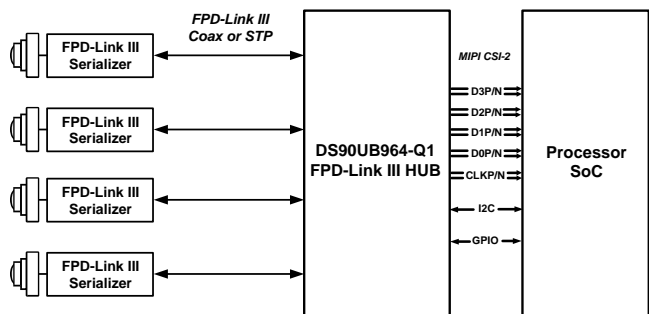 FPD-Link III
Serializer
FPD-Link III
Coax or STP
FPD-Link III
Serializer
FPD-Link III
Serializer
FPD-Link III
Serializer
DS90UB964-Q1
FPD-Link III HUB
MIPI CSI-2
D3P/N
D2P/N
D1P/N
D0P/N
CLKP/N
I2C
GPIO
Processor
SoC